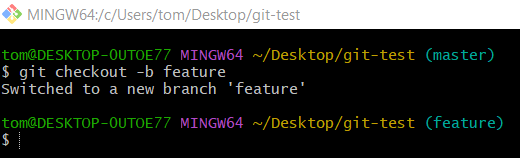 MINGW64:/c/Users/tom/Desktop/git-test
tom@DESKTOP-OUTOE77 MINGW64 ~/Desktop/git-test (master)
$ git checkout -b feature
Switched to a new branch 'feature'
tom@DESKTOP-OUTOE77 MINGW64 ~/Desktop/git-test (feature)
$